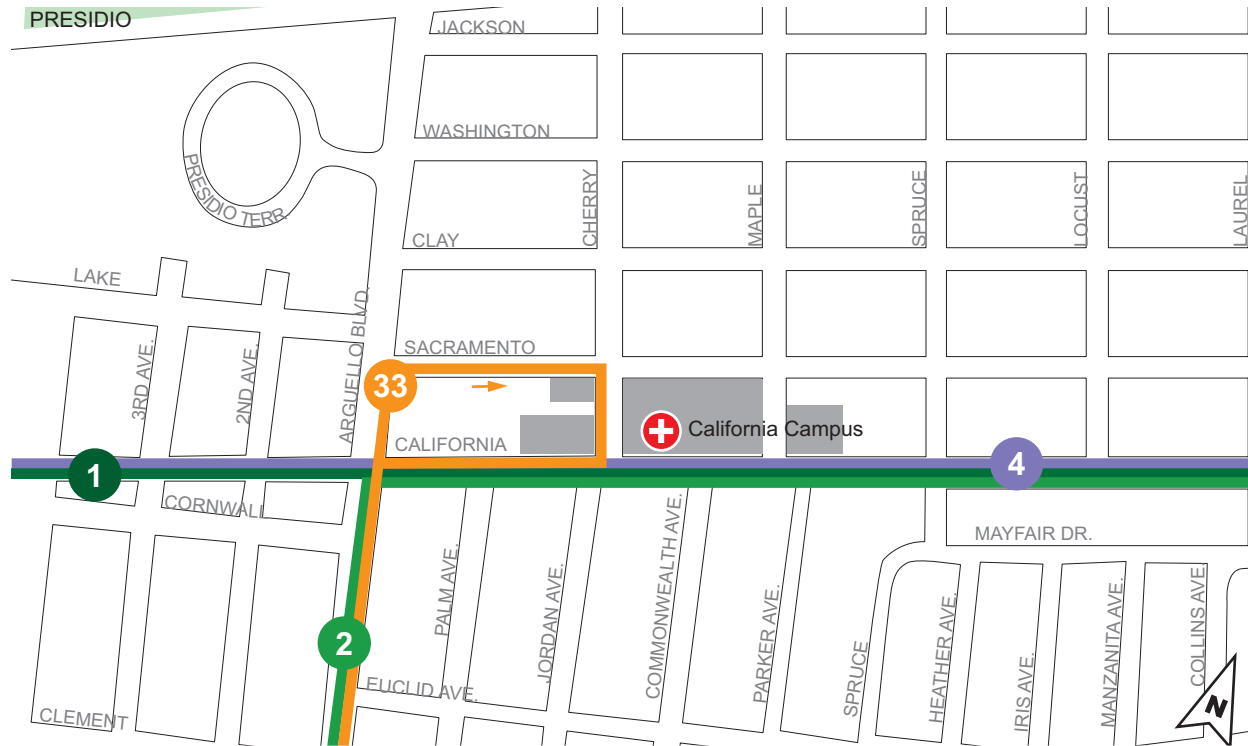 PRESIDIO
JACKSON
WASHINGTON
PRESIDIO TERR.
CHERRY
MAPLE
SPRUCE
LOCUST
LAUREL
CLAY
LAKE
ARGUELLO BLVD.
SACRAMENTO
3RD AVE.
2ND AVE.
33
CALIFORNIA
California Campus
1
4
CORNWALL
MAYFAIR DR.
PALM AVE.
JORDAN AVE.
COMMONWEALTH AVE.
PARKER AVE.
SPRUCE
HEATHER AVE.
IRIS AVE.
MANZANITA AVE.
COLLINS AVE.
2
EUCLID AVE.
CLEMENT
N